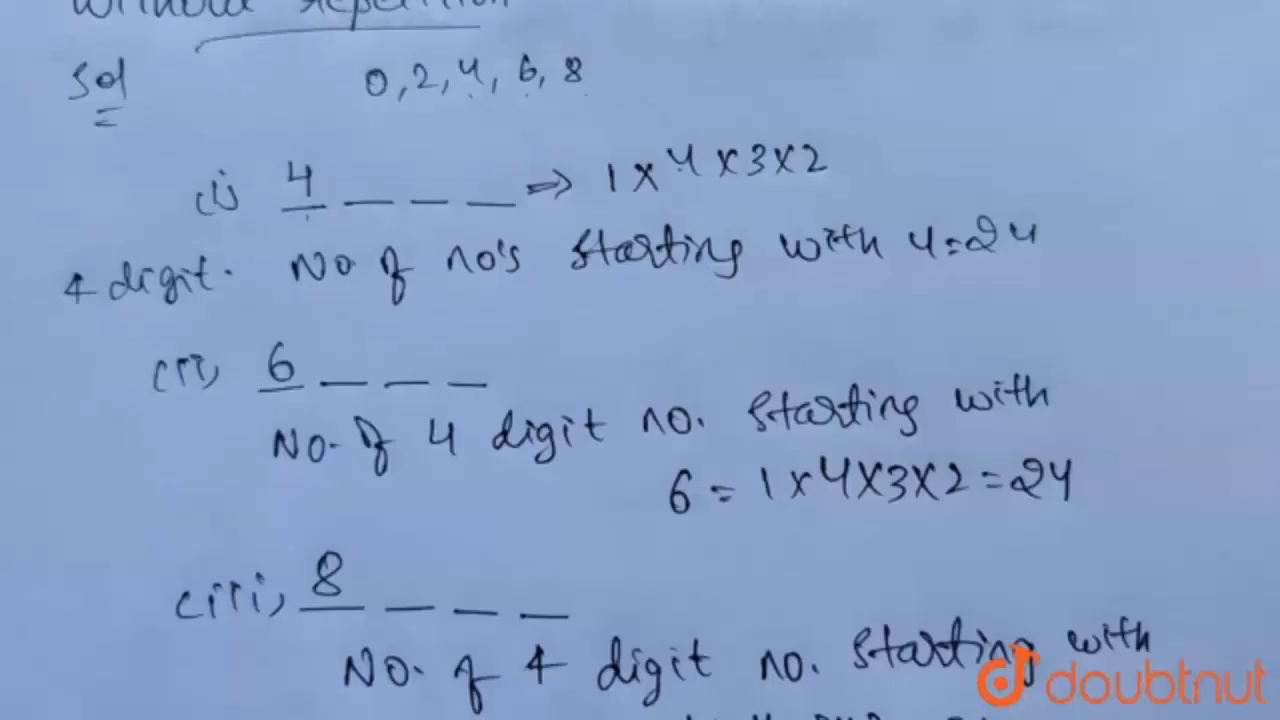 without repetition
Sol 0, 2, 4, 6, 8
(i) 4 _ _ _ ⇒ 1 x 4 x 3 x 2
4 digit. No of no's starting with 4 = 24
(ii) 6 _ _ _
No. of 4 digit no. starting with
6 = 1 x 4 x 3 x 2 = 24
(iii) 8 _ _ _
No. of 4 digit no. starting with
doubtnut